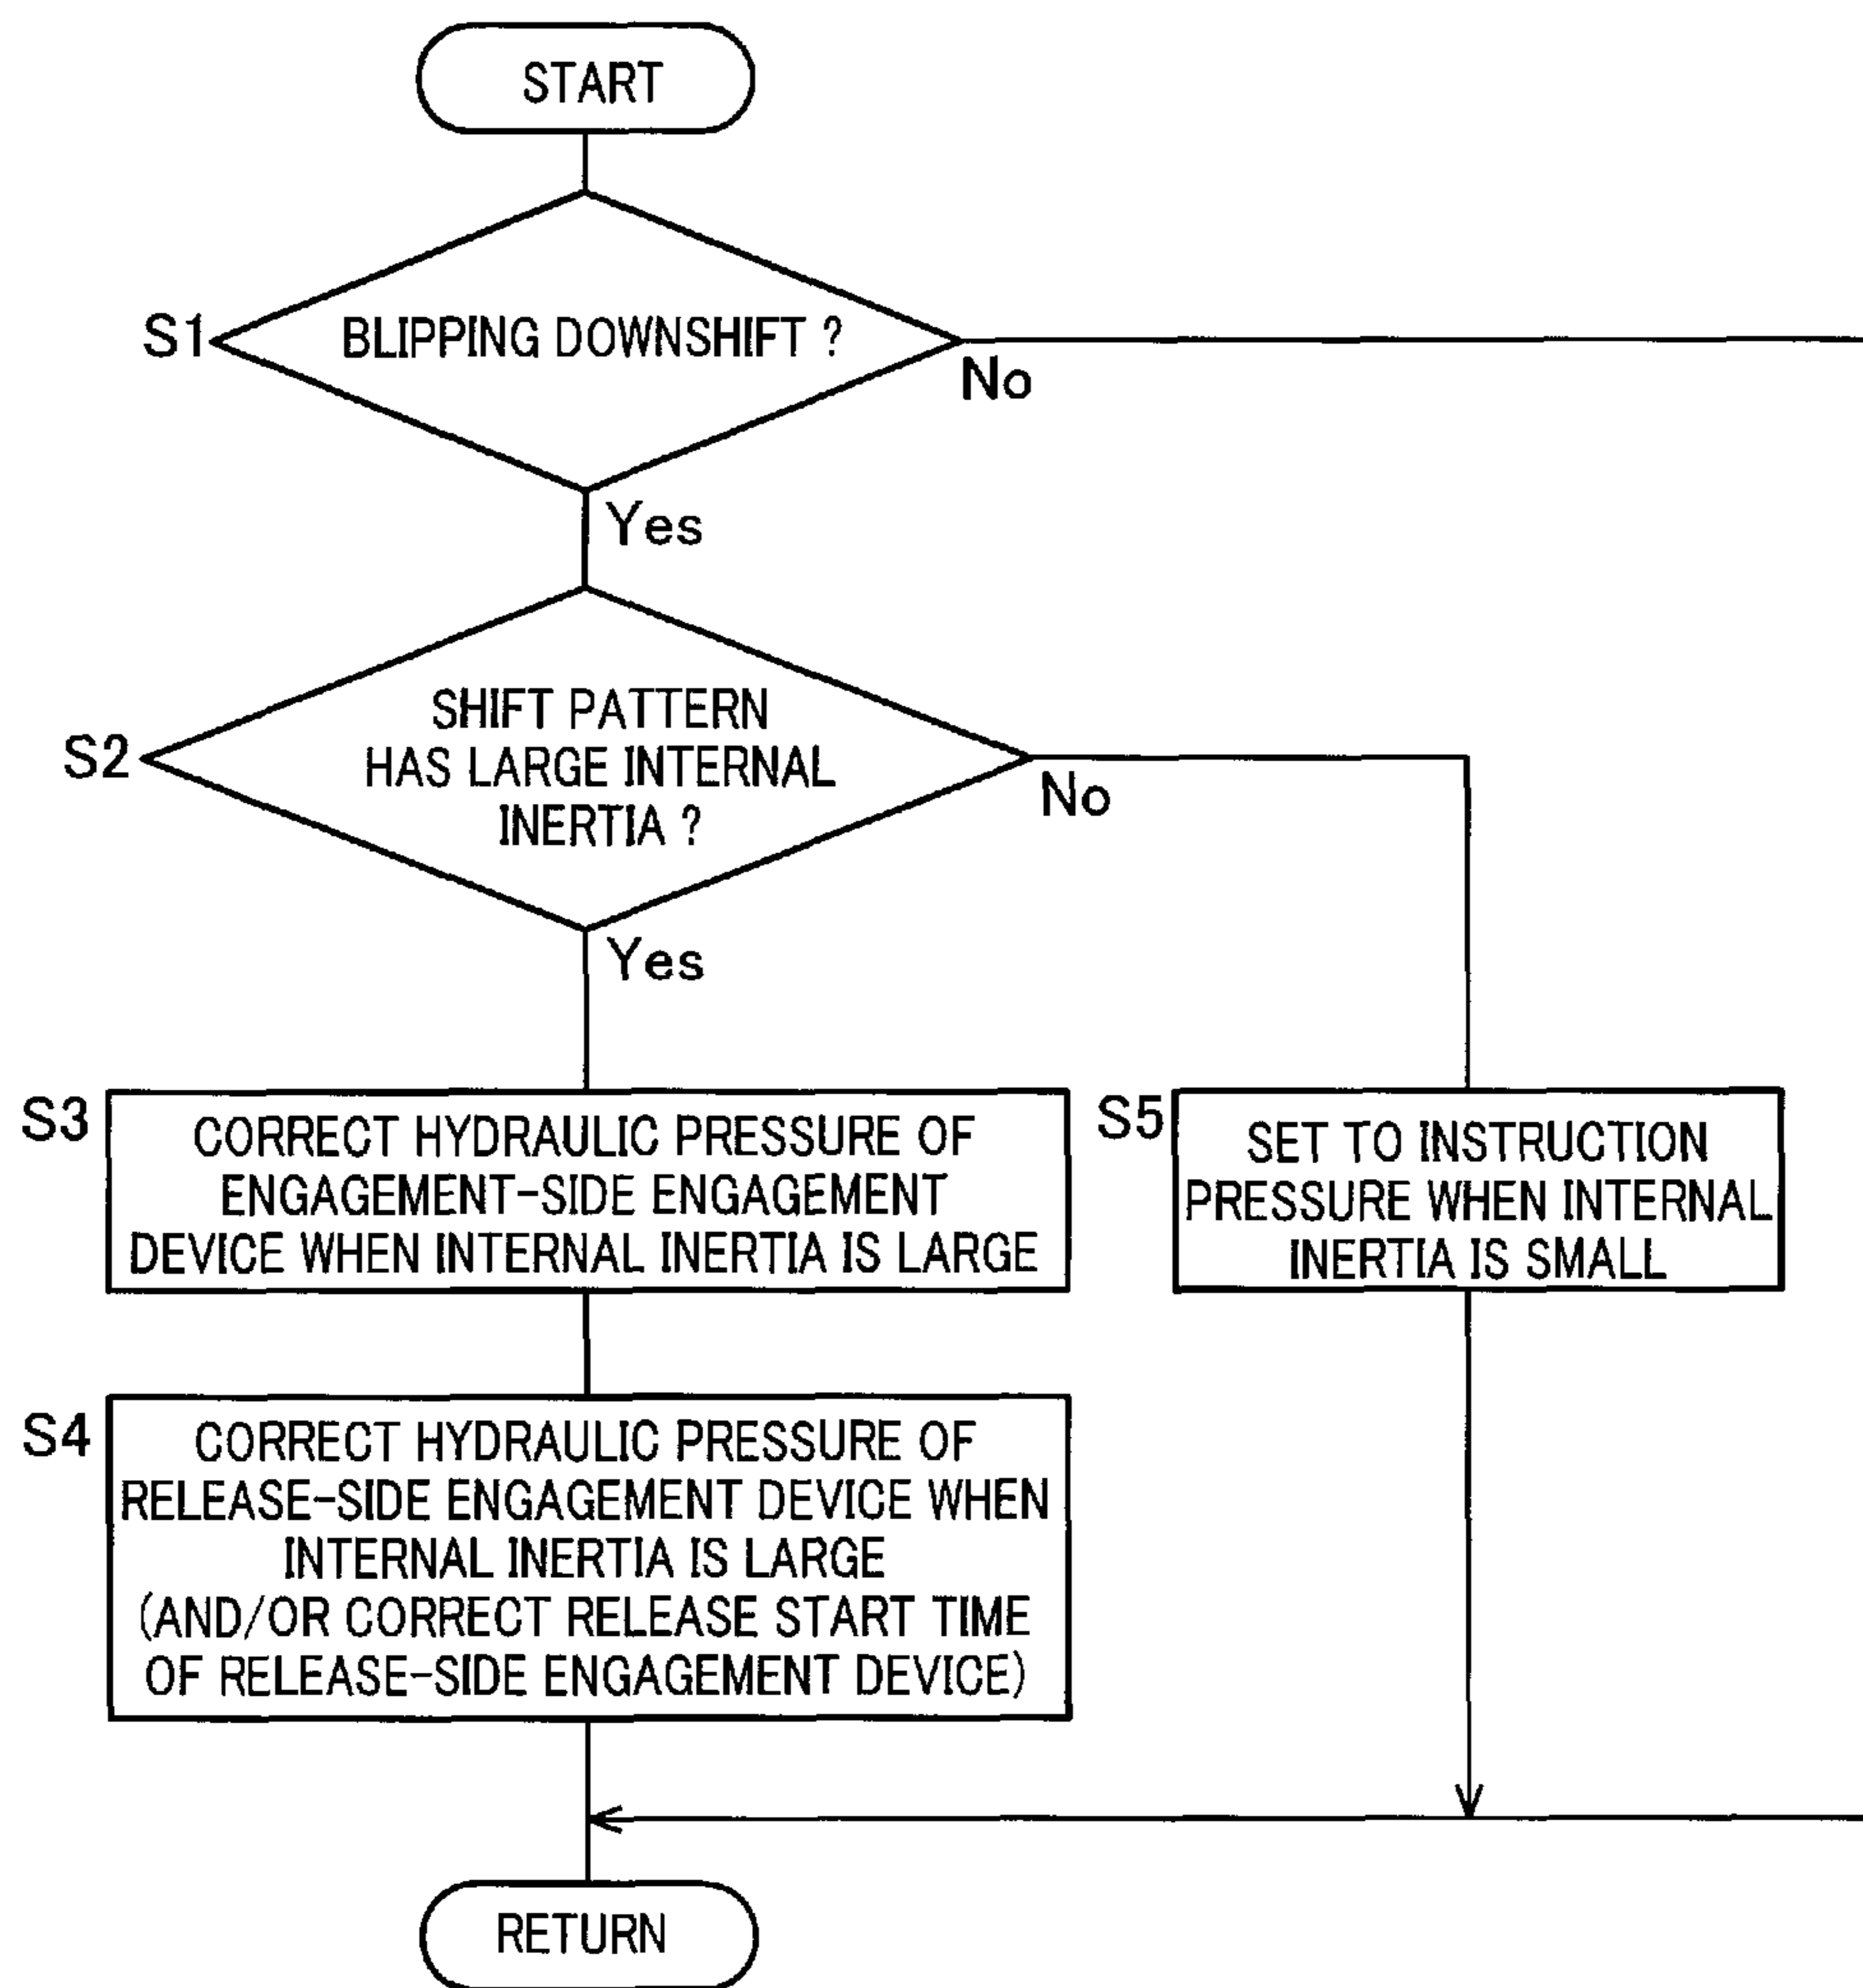 START
S1
BLIPPING DOWNSHIFT ?
No
Yes
S2
SHIFT PATTERN
HAS LARGE INTERNAL
INERTIA ?
No
Yes
S3
CORRECT HYDRAULIC PRESSURE OF
ENGAGEMENT-SIDE ENGAGEMENT
DEVICE WHEN INTERNAL INERTIA IS LARGE
S5
SET TO INSTRUCTION
PRESSURE WHEN INTERNAL
INERTIA IS SMALL
S4
CORRECT HYDRAULIC PRESSURE OF
RELEASE-SIDE ENGAGEMENT DEVICE WHEN
INTERNAL INERTIA IS LARGE
(AND/OR CORRECT RELEASE START TIME
OF RELEASE-SIDE ENGAGEMENT DEVICE)
RETURN